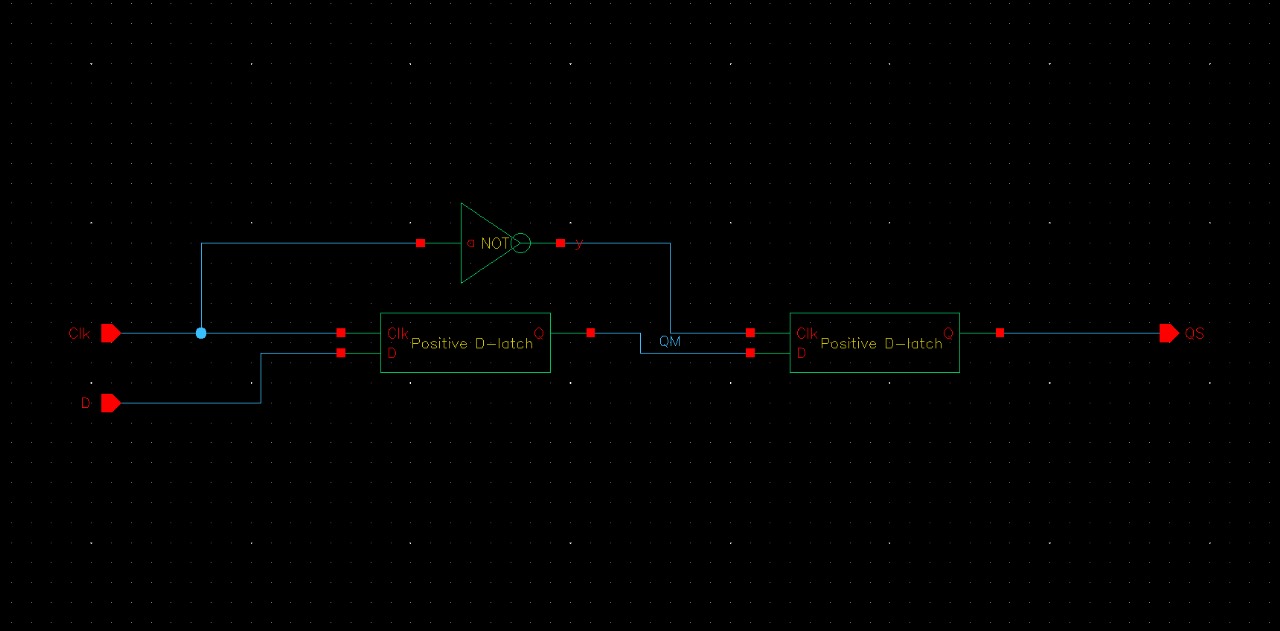 a NOT y
Clk Clk Q Clk Q QS
Positive D-latch QM Positive D-latch
D D
D